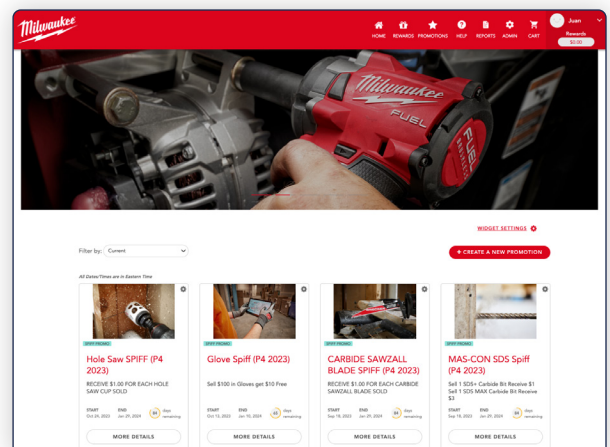 Milwaukee
Juan
HOME REWARDS PROMOTIONS HELP REPORTS ADMIN CART
Rewards
$0.00
Milwaukee
FUEL
FUEL
WIDGET SETTINGS
Filter by: Current
+ CREATE A NEW PROMOTION
All Dates/Times are in Eastern Time
SPIFF PROMO SPIFF PROMO SPIFF PROMO SPIFF PROMO
Hole Saw SPIFF (P4 2023)
RECEIVE $1.00 FOR EACH HOLE SAW CUP SOLD
START END
Oct 24, 2023 Jan 29, 2024
days remaining
MORE DETAILS
Glove Spiff (P4 2023)
Sell $100 in Gloves get $10 Free
START END
Oct 15, 2023 Jan 19, 2024
days remaining
MORE DETAILS
CARBIDE SAWZALL BLADE SPIFF (P4 2023)
RECEIVE $1.00 FOR EACH CARBIDE SAWZALL BLADE SOLD
START END
Sep 18, 2023 Jan 29, 2024
days remaining
MORE DETAILS
MAS-CON SDS Spiff (P4 2023)
Sell 1 SDS+ Carbide Bit Receive $1
Sell 1 SDS MAX Carbide Bit Receive $3
START END
Sep 18, 2023 Jan 29, 2024
days remaining
MORE DETAILS